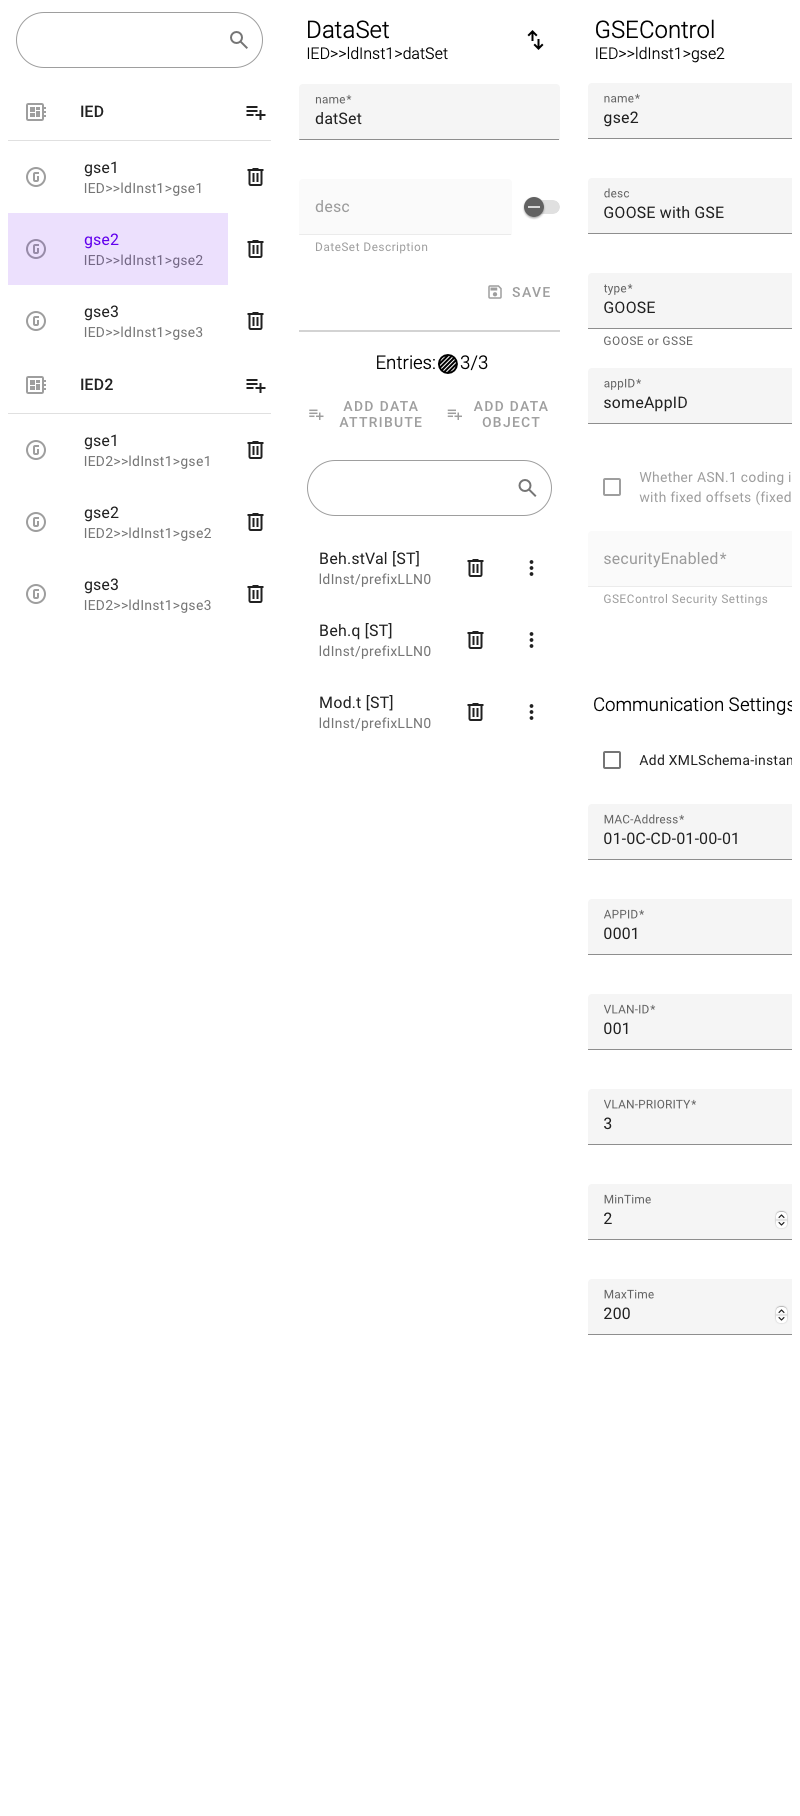 IED
gse1
IED>>ldInst1>gse1
gse2
IED>>ldInst1>gse2
gse3
IED>>ldInst1>gse3
IED2
gse1
IED2>>ldInst1>gse1
gse2
IED2>>ldInst1>gse2
gse3
IED2>>ldInst1>gse3
DataSet
IED>>ldInst1>datSet
name*
datSet
desc
DateSet Description
SAVE
Entries: 3/3
ADD DATA
ATTRIBUTE
ADD DATA
OBJECT
Beh.stVal [ST]
ldInst/prefixLLN0
Beh.q [ST]
ldInst/prefixLLN0
Mod.t [ST]
ldInst/prefixLLN0
GSEControl
IED>>ldInst1>gse2
name*
gse2
desc
GOOSE with GSE
type*
GOOSE
GOOSE or GSSE
appID*
someAppID
Whether ASN.1 coding i
with fixed offsets (fixed
securityEnabled*
GSEControl Security Settings
Communication Settings
Add XMLSchema-instan
MAC-Address*
01-0C-CD-01-00-01
APPID*
0001
VLAN-ID*
001
VLAN-PRIORITY*
3
MinTime
2
MaxTime
200